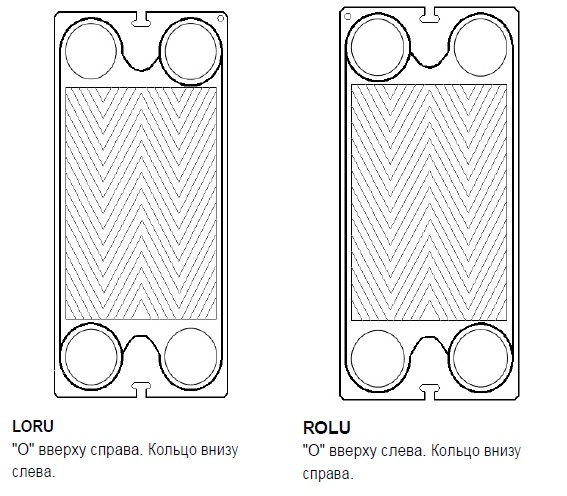 LORU
"О" вверху справа. Кольцо внизу
слева.
ROLU
"О" вверху слева. Кольцо внизу
справа.